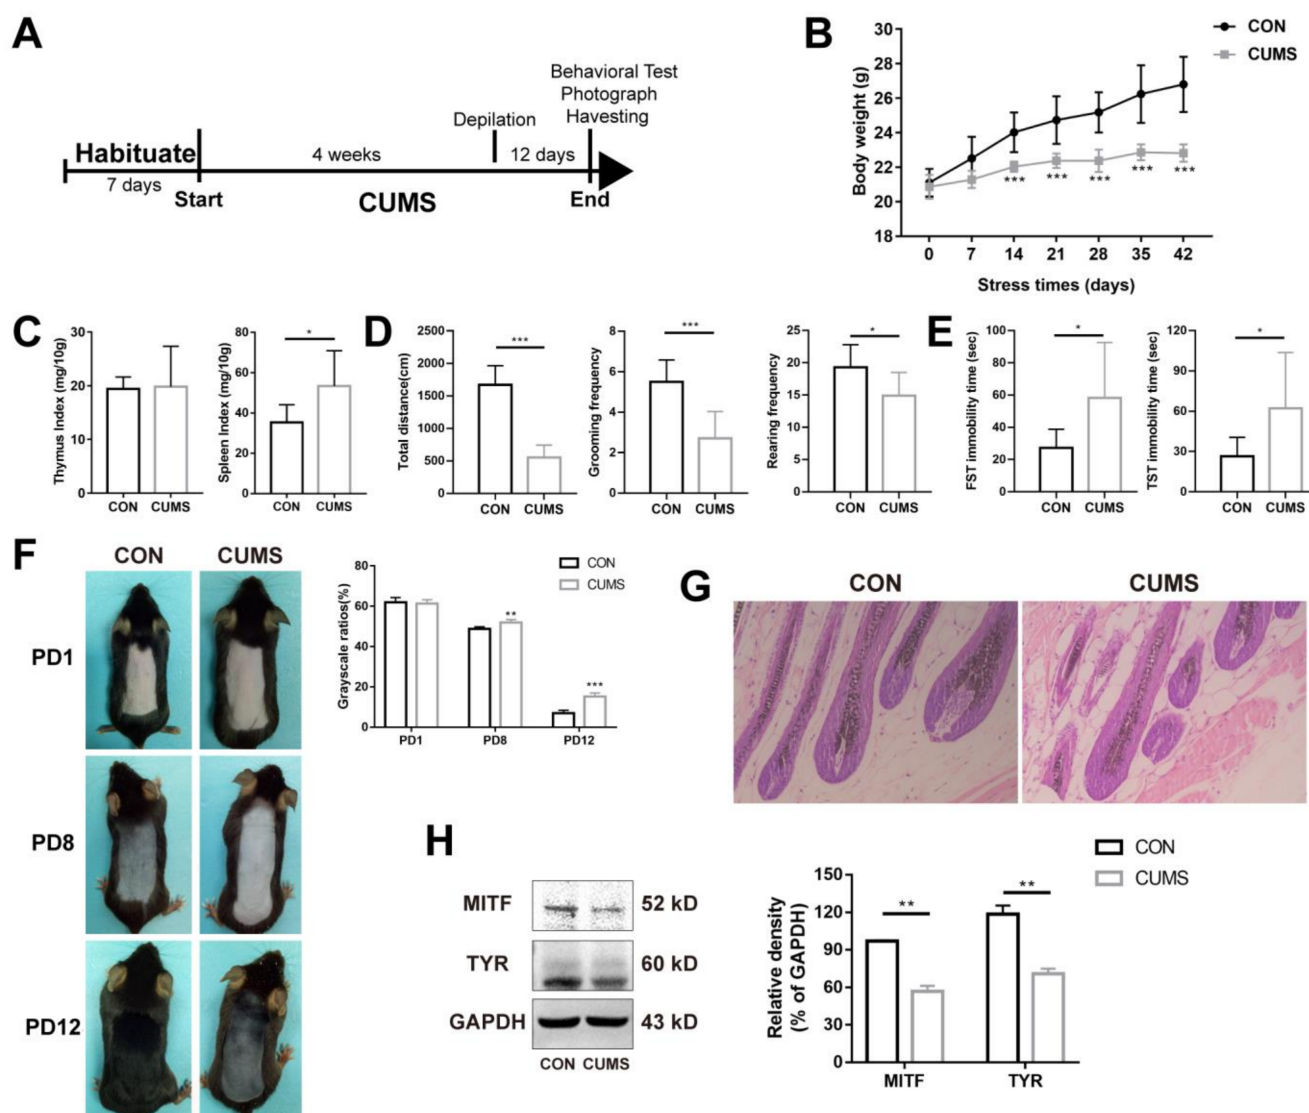 A
Habituate
7 days
Start
4 weeks
CUMS
Depilation
12 days
Behavioral Test
Photograph
Havesting
End
B
Body weight (g)
30
28
26
24
22
20
18
*** *** *** *** ***
0 7 14 21 28 35 42
Stress times (days)
CON
CUMS
C
Thymus Index (mg/10g)
30
20
10
0
CON CUMS
Spleen Index (mg/10g)
80
60
40
20
0
*
CON CUMS
D
Total distance(cm)
2500
2000
1500
1000
500
0
***
CON CUMS
Grooming frequency
8
6
4
2
0
***
CON CUMS
Rearing frequency
25
20
15
10
5
0
*
CON CUMS
E
FST immobility time (sec)
100
80
60
40
20
0
*
CON CUMS
TST immobility time (sec)
120
90
60
30
0
*
CON CUMS
F
CON CUMS
PD1
PD8
PD12
Grayscale ratios(%)
80
60
40
20
0
**
***
PD1 PD8 PD12
CON
CUMS
G
CON CUMS
H
MITF 52 kD
TYR 60 kD
GAPDH 43 kD
CON CUMS
Relative density
(% of GAPDH)
150
120
90
60
30
0
**
**
MITF TYR
CON
CUMS